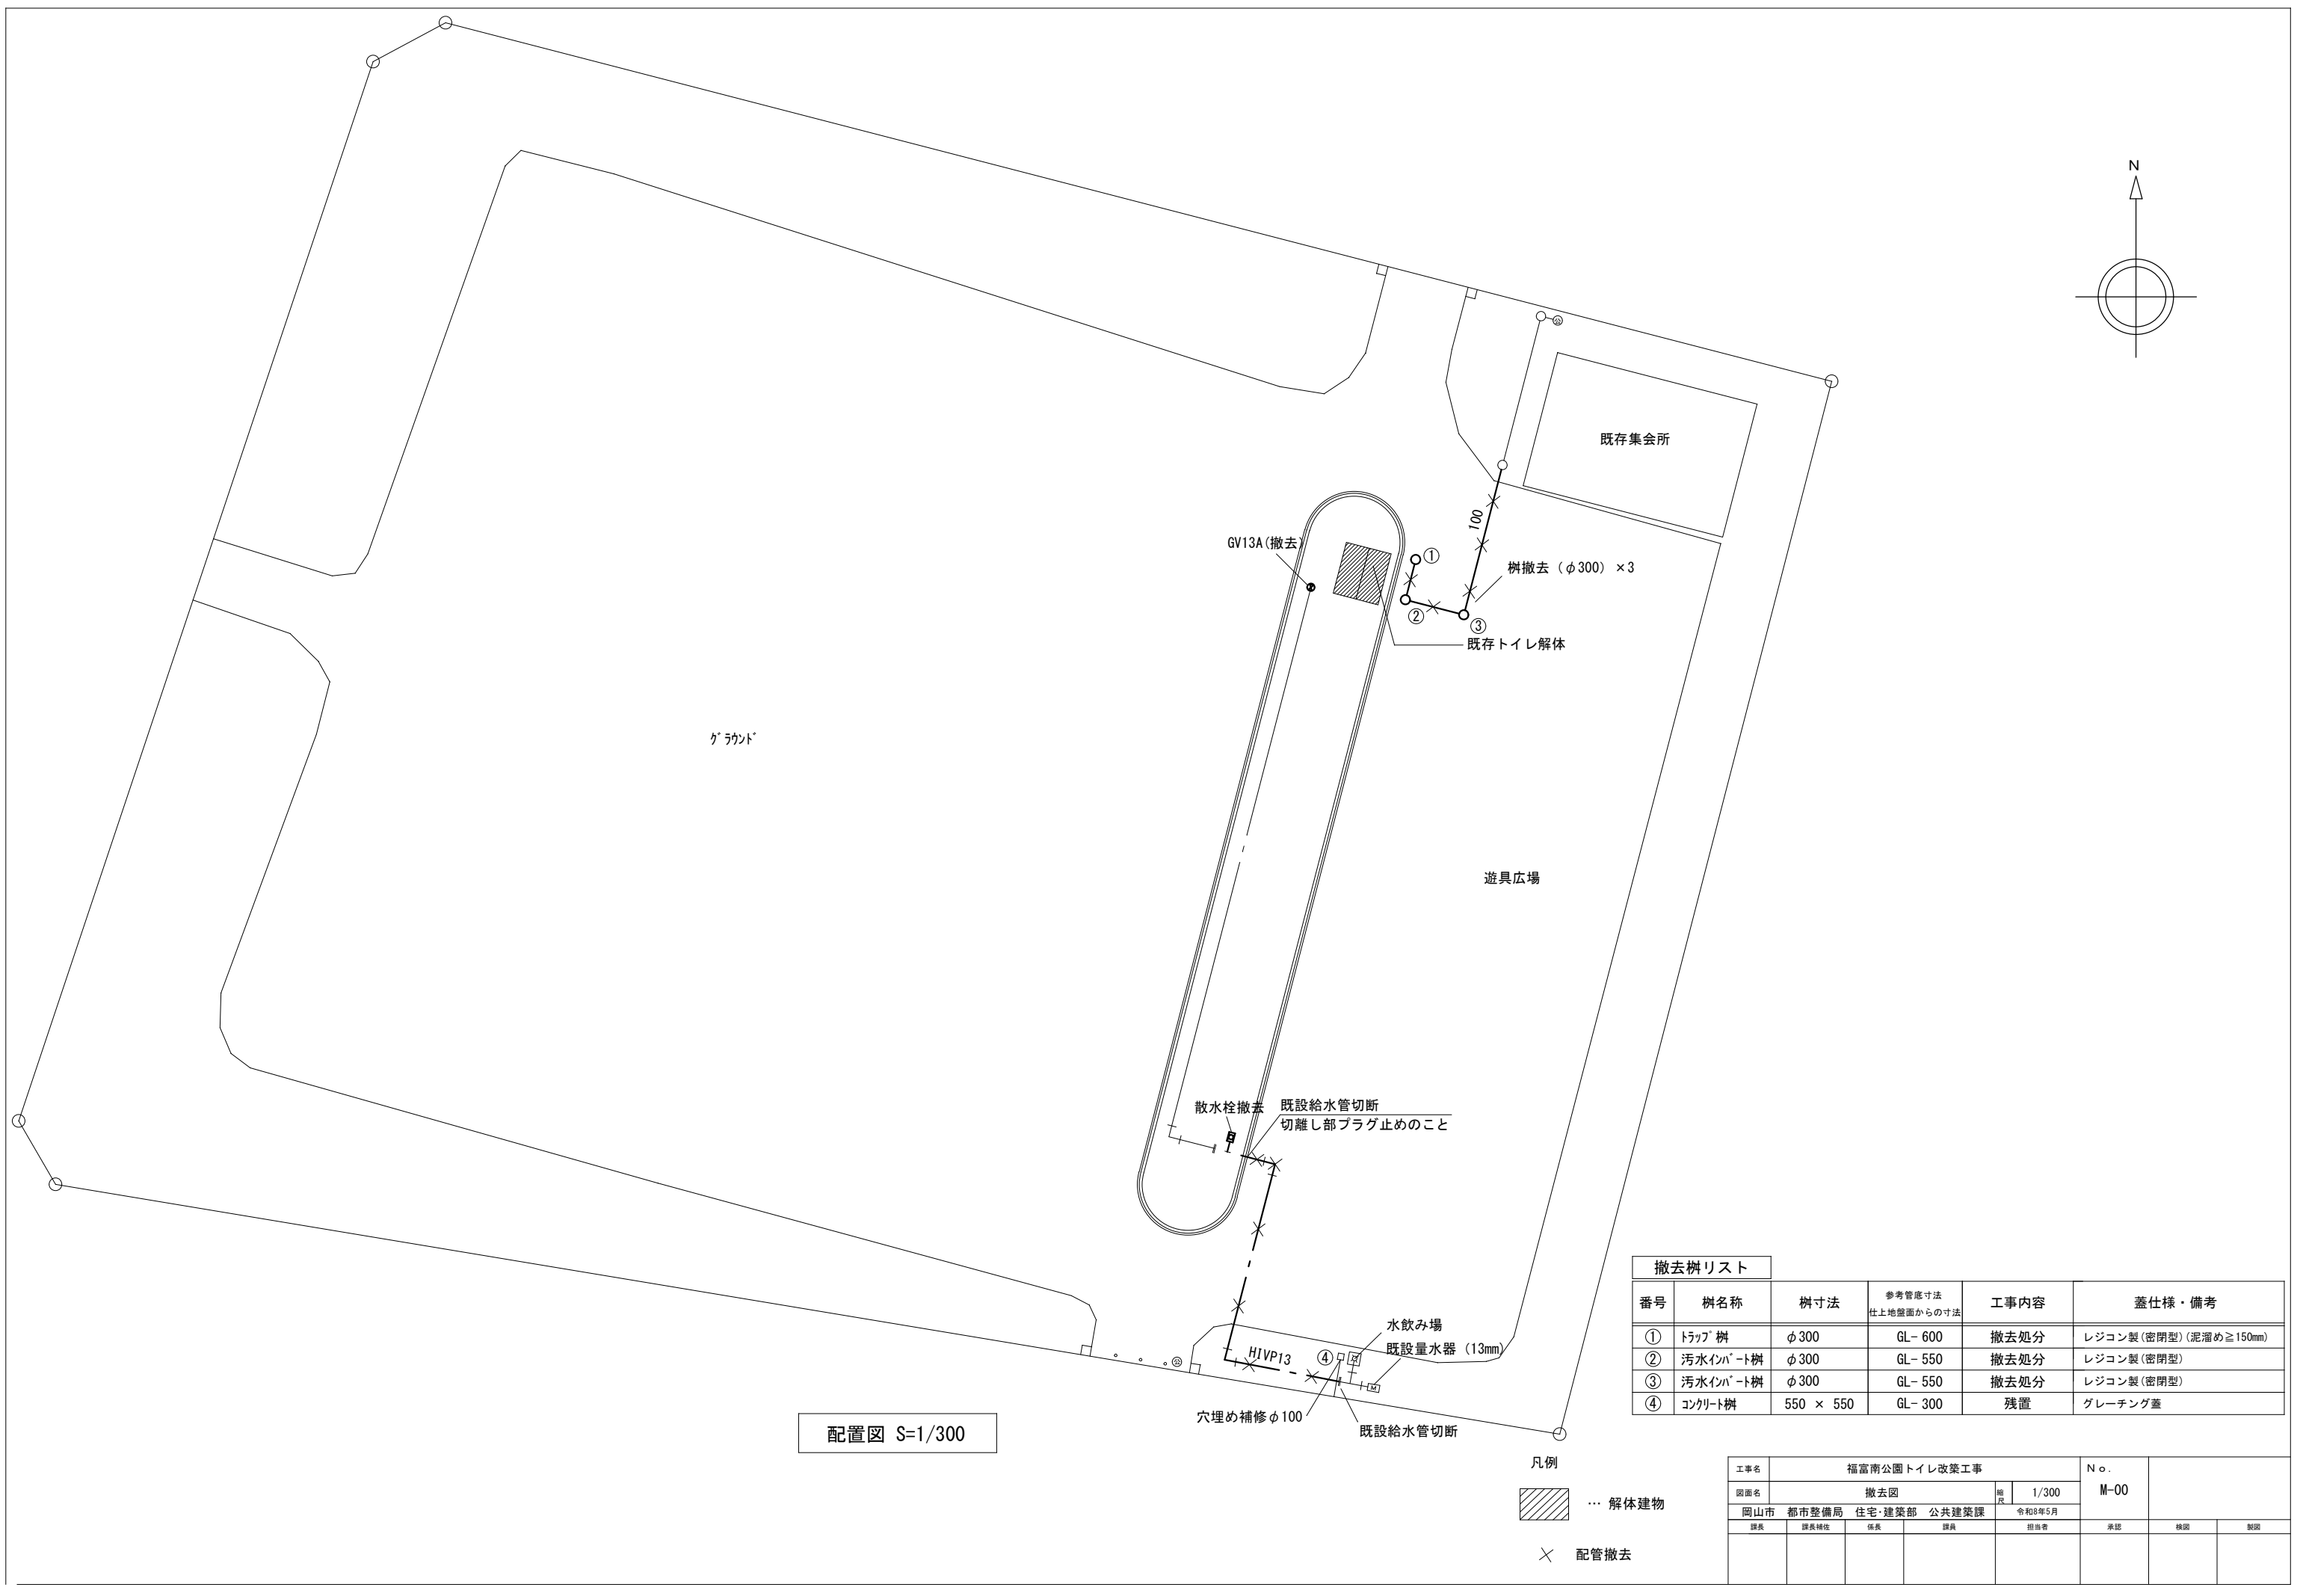 N
既存集会所
100
GV13A(撤去)
①
桝撤去（φ300）×3
②
③
既存トイレ解体
ｸﾞﾗｳﾝﾄﾞ
遊具広場
散水栓撤去
既設給水管切断
切離し部プラグ止めのこと
水飲み場
HIVP13
④
既設量水器（13mm）
M
穴埋め補修φ100
既設給水管切断
配置図 S=1/300
凡例
… 解体建物
配管撤去
撤去桝リスト
番号 桝名称 桝寸法 参考管底寸法 仕上地盤面からの寸法 工事内容 蓋仕様・備考
① ﾄﾗｯﾌﾟ桝 φ300 GL-600 撤去処分 レジコン製(密閉型)(泥溜め≧150mm)
② 汚水ｲﾝﾊﾞｰﾄ桝 φ300 GL-550 撤去処分 レジコン製(密閉型)
③ 汚水ｲﾝﾊﾞｰﾄ桝 φ300 GL-550 撤去処分 レジコン製(密閉型)
④ ｺﾝｸﾘｰﾄ桝 550 × 550 GL-300 残置 グレーチング蓋
工事名 福富南公園トイレ改築工事 No.
図面名 撤去図 縮尺 1/300 M-00
岡山市 都市整備局 住宅・建築部 公共建築課 令和8年5月
課長 課長補佐 係長 課員 担当者 承認 検図 製図